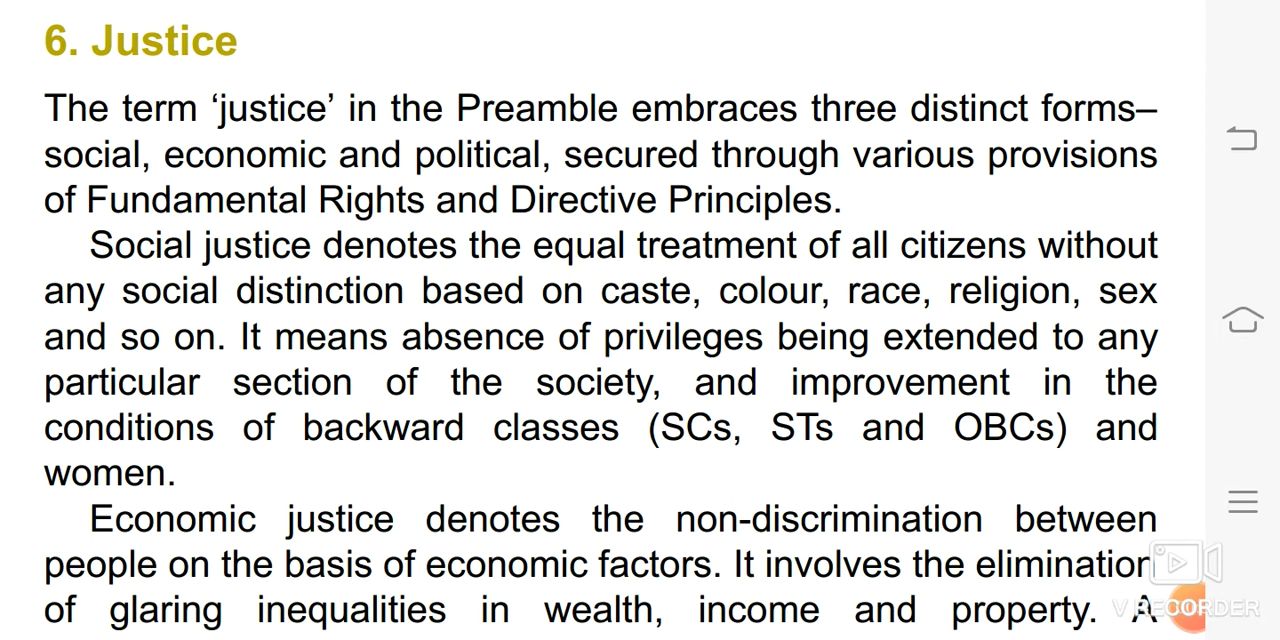 6. Justice
The term ‘justice’ in the Preamble embraces three distinct forms–
social, economic and political, secured through various provisions
of Fundamental Rights and Directive Principles.
Social justice denotes the equal treatment of all citizens without
any social distinction based on caste, colour, race, religion, sex
and so on. It means absence of privileges being extended to any
particular section of the society, and improvement in the
conditions of backward classes (SCs, STs and OBCs) and
women.
Economic justice denotes the non-discrimination between
people on the basis of economic factors. It involves the elimination
of glaring inequalities in wealth, income and property. A
V RECORDER